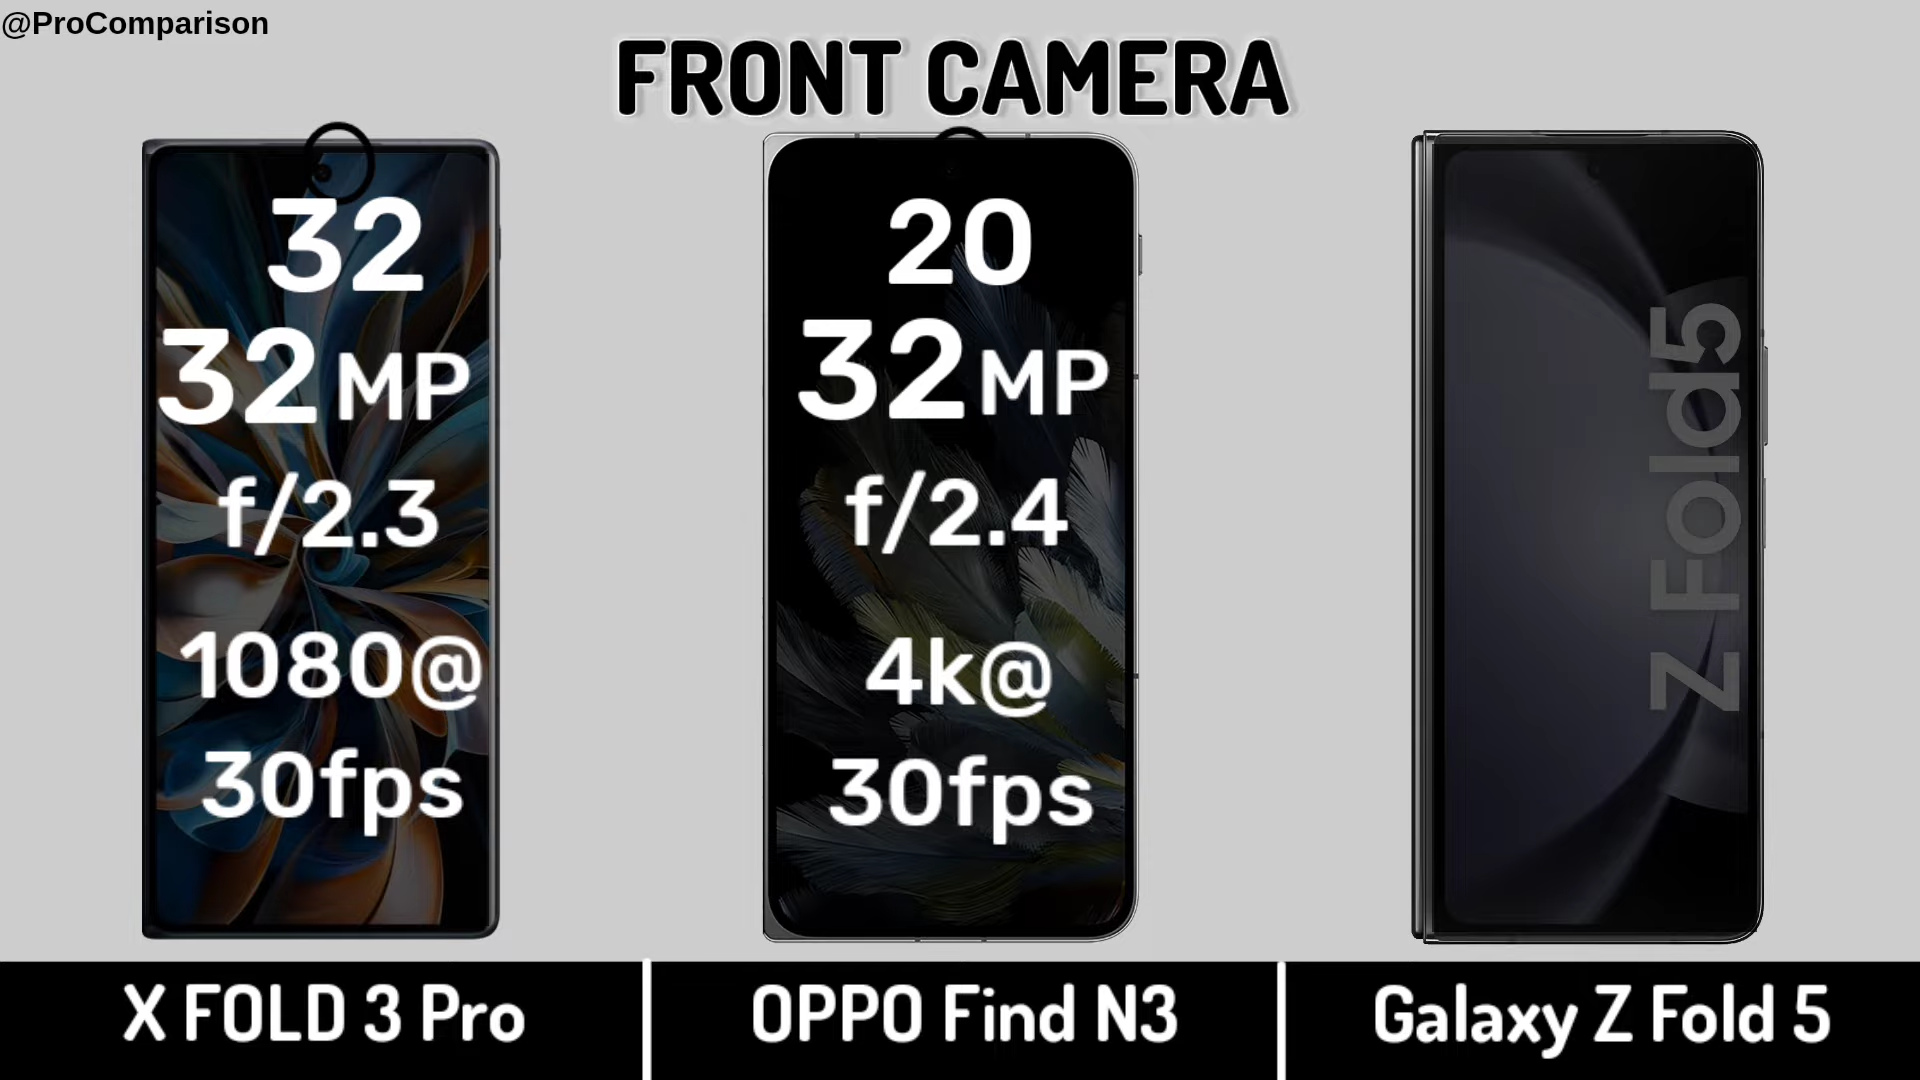 @ProComparison
FRONT CAMERA
32
32MP
f/2.3
1080@
30fps
20
32MP
f/2.4
4k@
30fps
Z Fold5
X FOLD 3 Pro
OPPO Find N3
Galaxy Z Fold 5